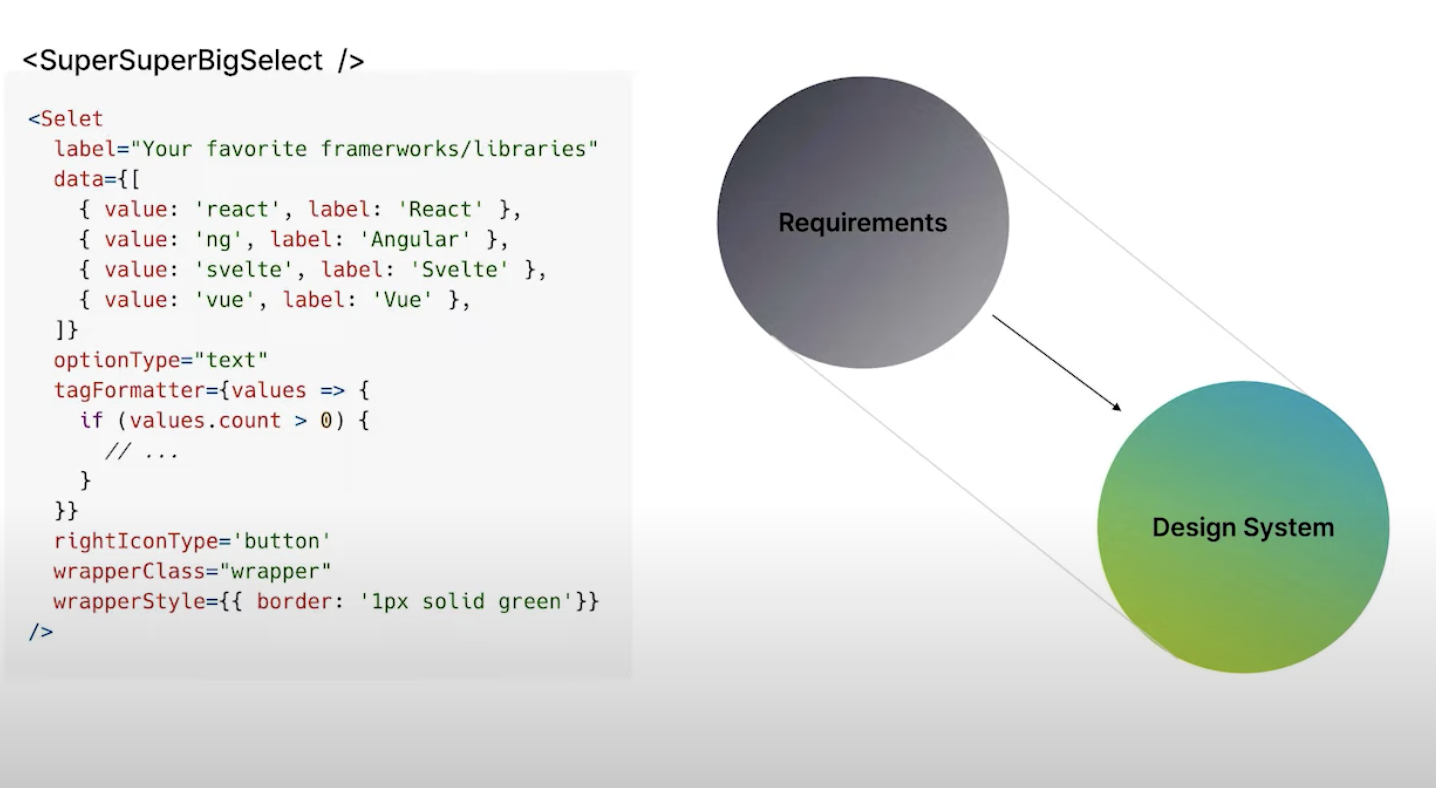 <SuperSuperBigSelect />
<Selet
label="Your favorite framerworks/libraries"
data={[
{ value: 'react', label: 'React' },
{ value: 'ng', label: 'Angular' },
{ value: 'svelte', label: 'Svelte' },
{ value: 'vue', label: 'Vue' },
]}
optionType="text"
tagFormatter={values => {
if (values.count > 0) {
// ...
}
}}
rightIconType='button'
wrapperClass="wrapper"
wrapperStyle={{ border: '1px solid green'}}
/>
Requirements
Design System